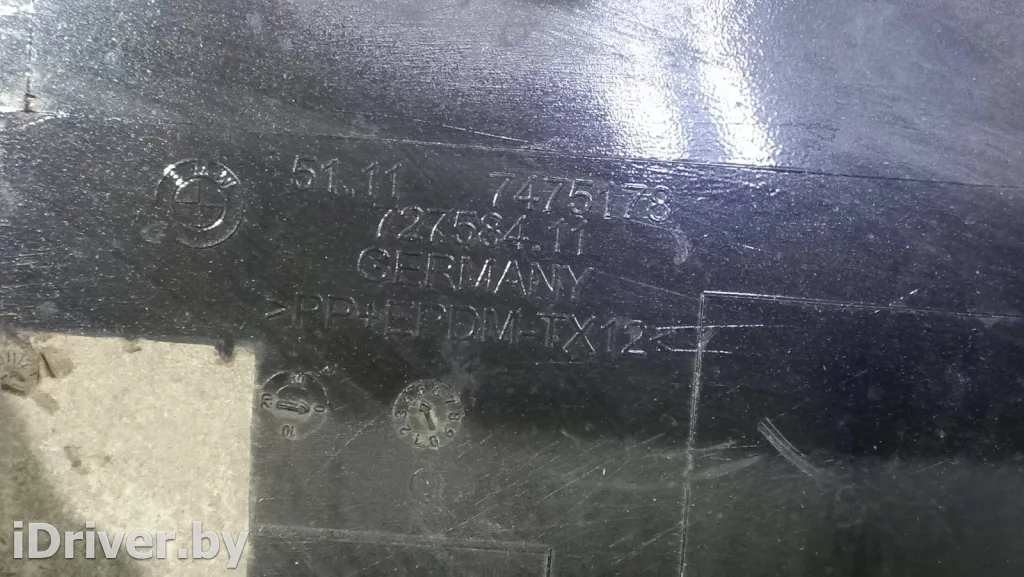 51.11 7475178
727584.11
GERMANY
>PP+EPDM-TX12<
iDriver.by